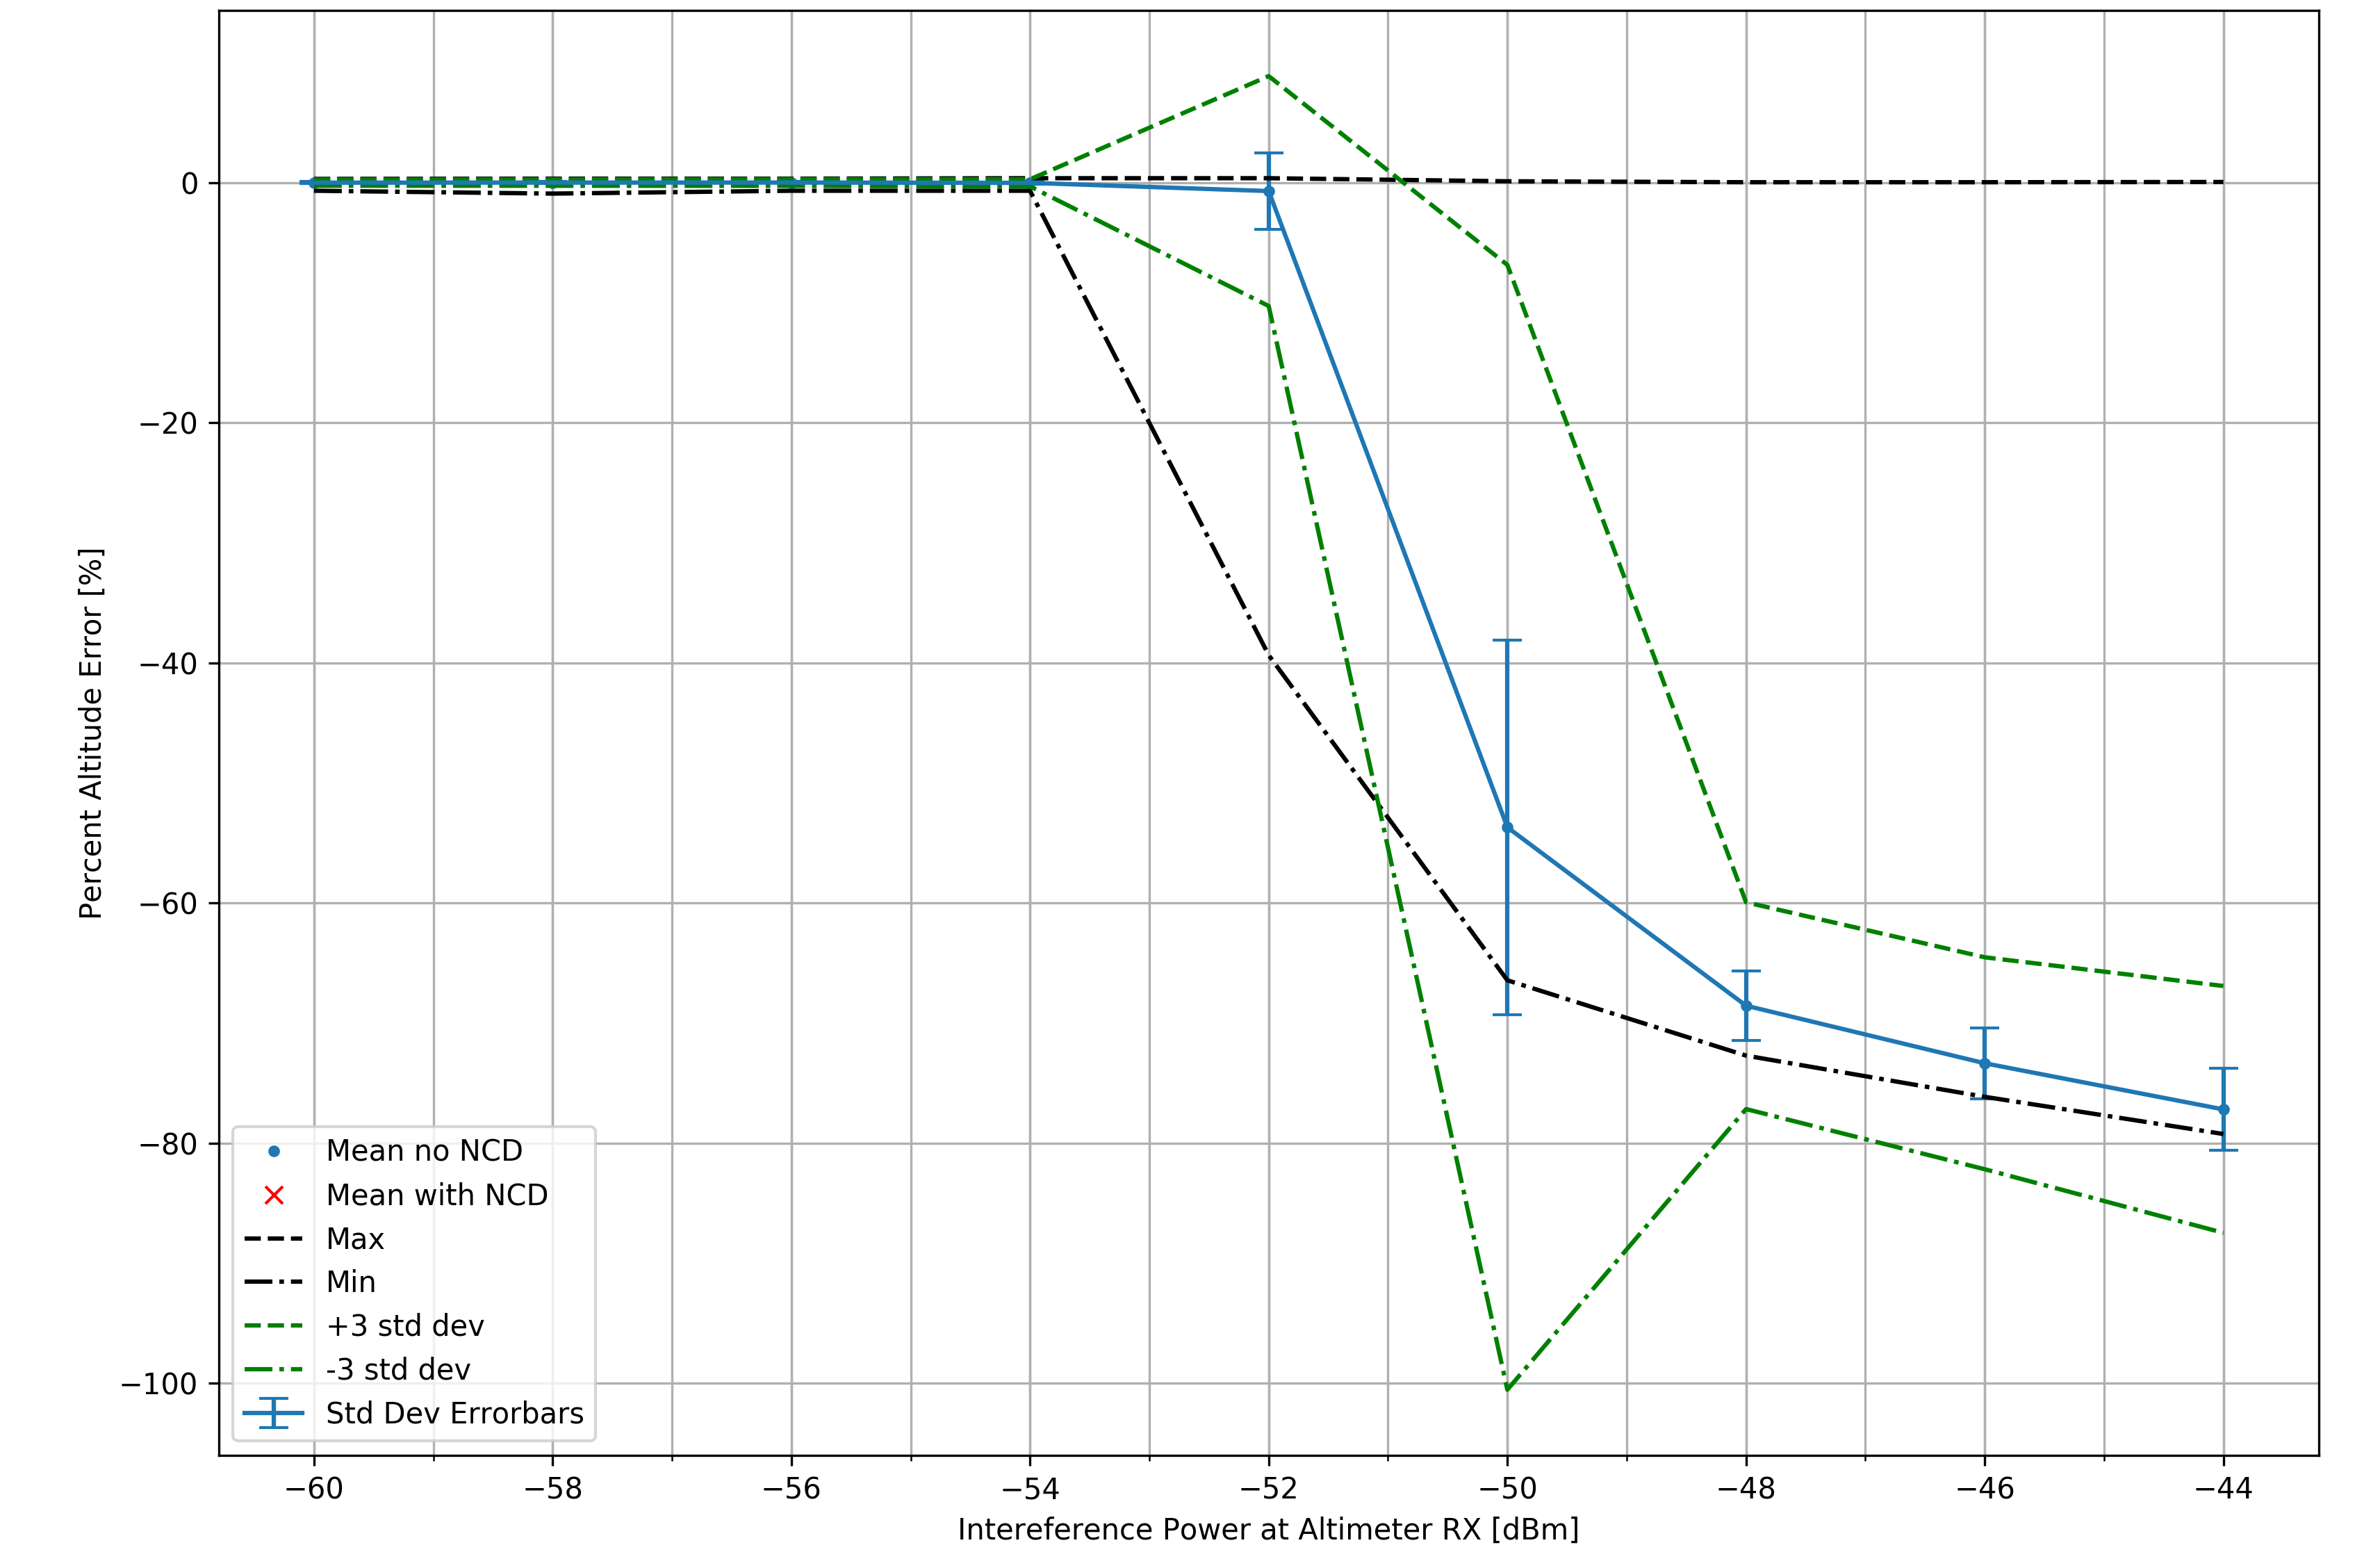 0
−20
−40
−60
−80
−100
Percent Altitude Error [%]
Mean no NCD
Mean with NCD
Max
Min
+3 std dev
-3 std dev
Std Dev Errorbars
−60 −58 −56 −54 −52 −50 −48 −46 −44
Intereference Power at Altimeter RX [dBm]